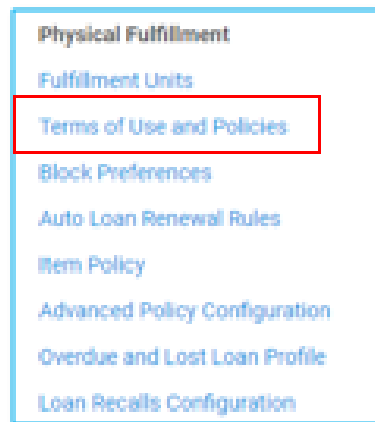 Physical Fulfillment
Fulfillment Units
Terms of Use and Policies
Block Preferences
Auto Loan Renewal Rules
Item Policy
Advanced Policy Configuration
Overdue and Lost Loan Profile
Loan Recalls Configuration